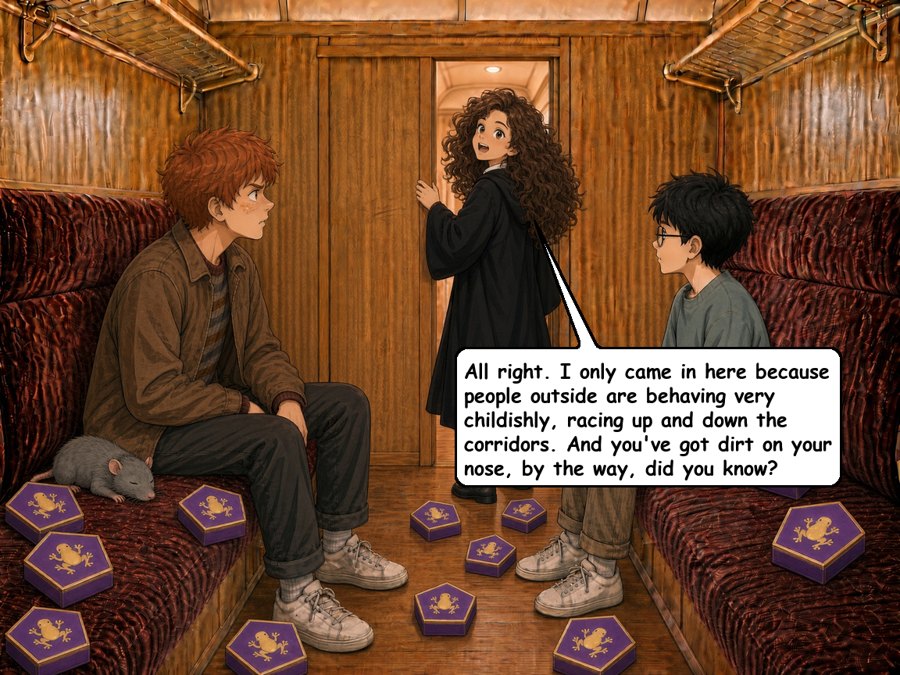 All right. I only came in here because
people outside are behaving very
childishly, racing up and down the
corridors. And you've got dirt on your
nose, by the way, did you know?